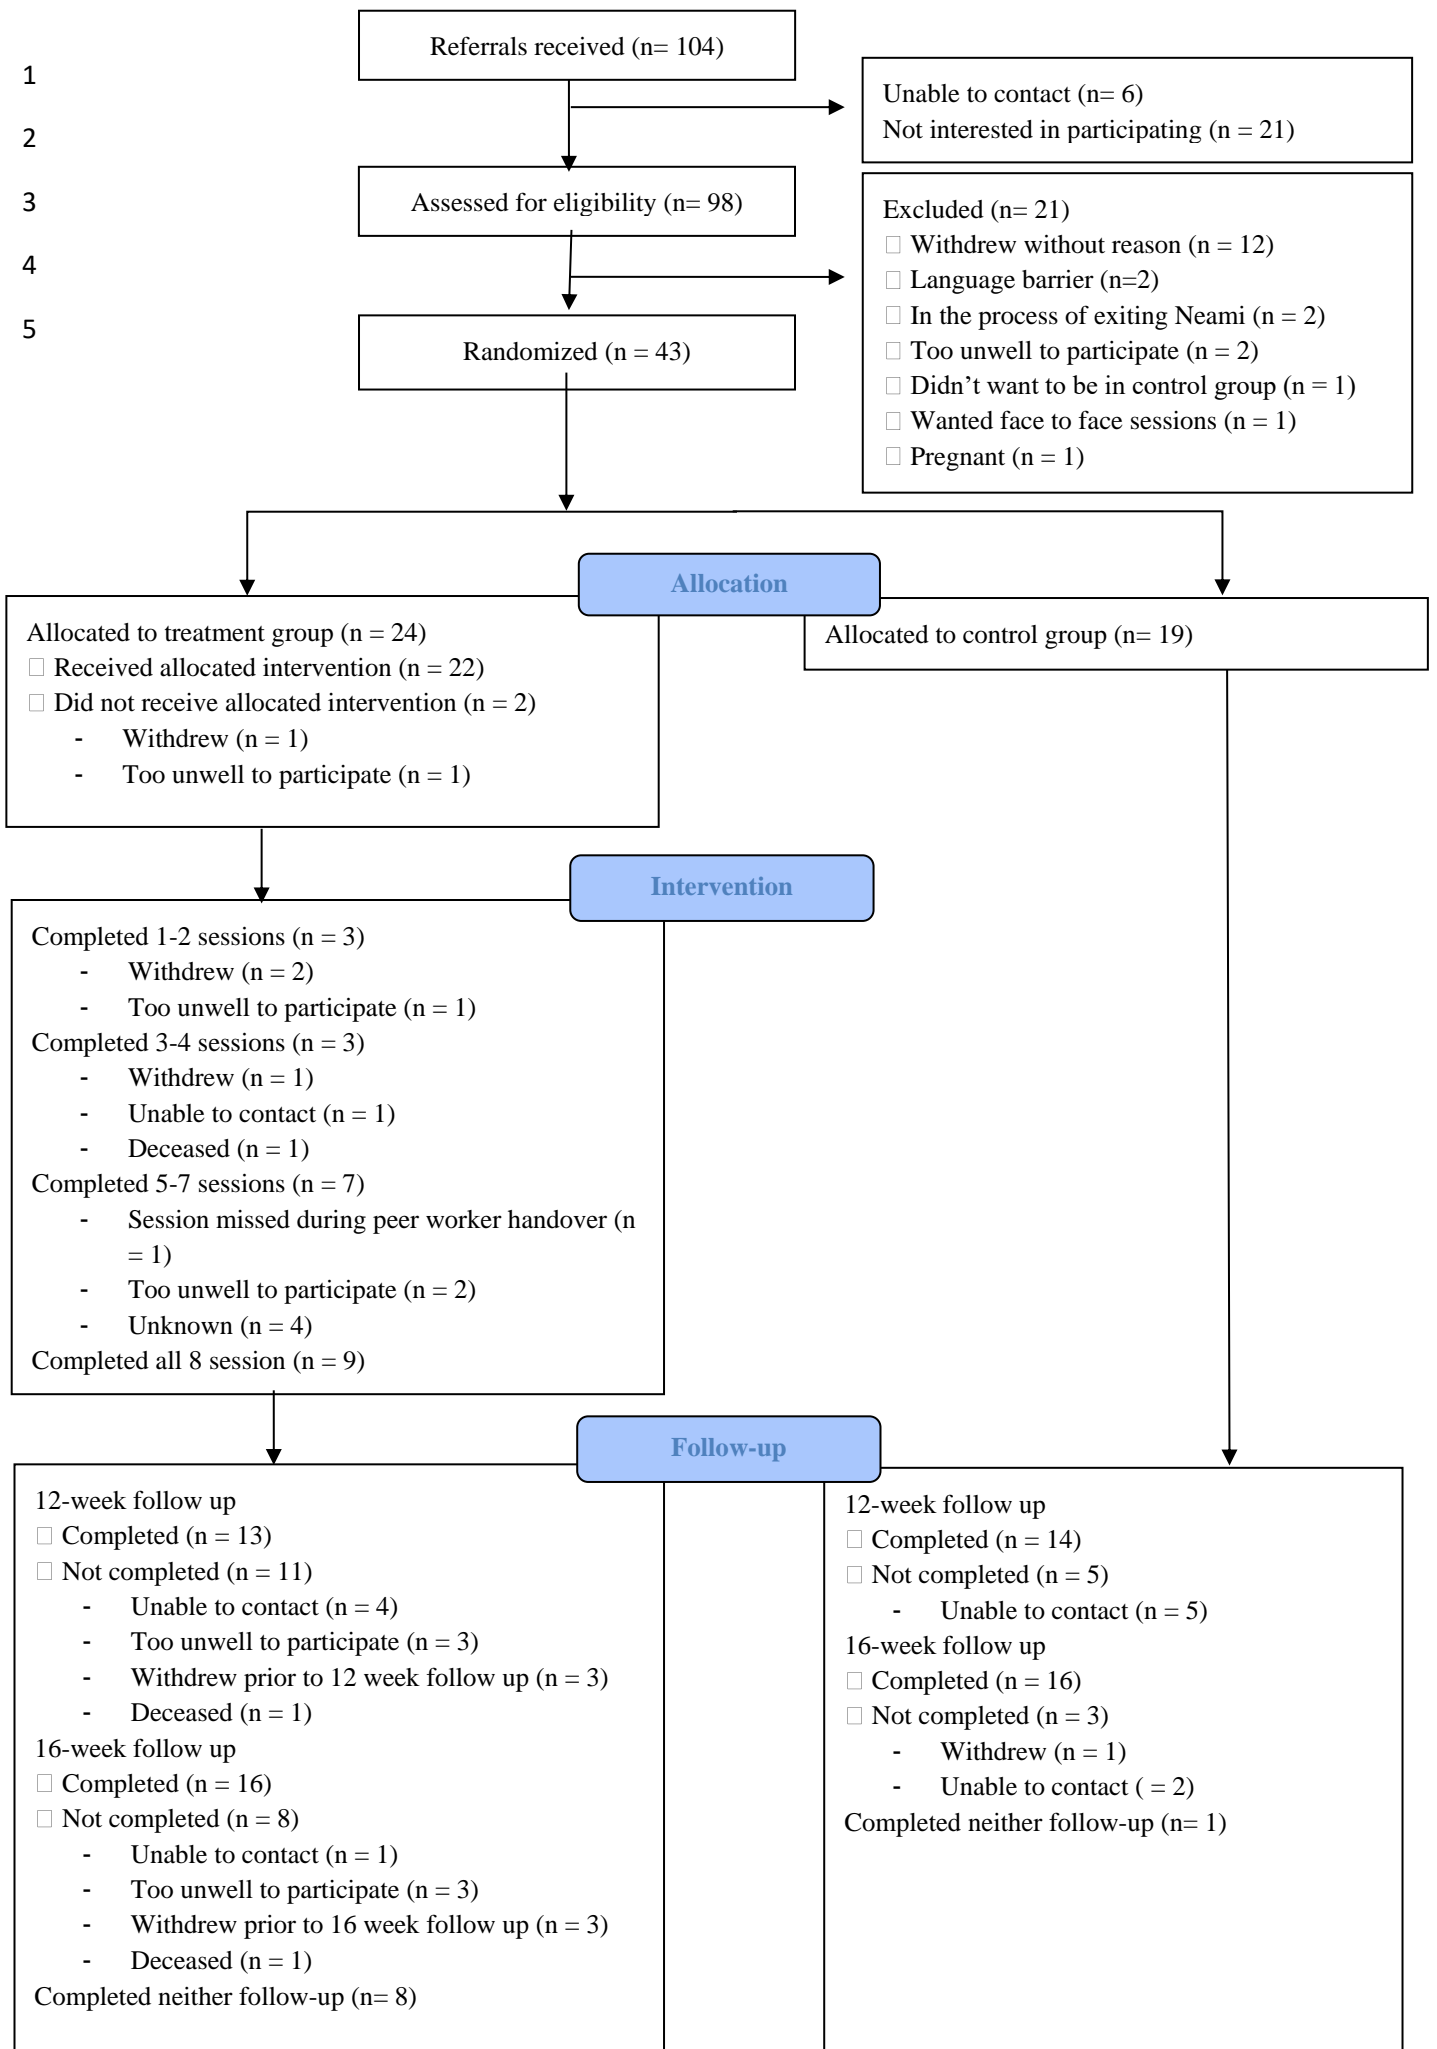 1
2
3
4
5
Referrals received (n= 104)
Unable to contact (n= 6)
Not interested in participating (n = 21)
Assessed for eligibility (n= 98)
Excluded (n= 21)
□ Withdrew without reason (n = 12)
□ Language barrier (n=2)
□ In the process of exiting Neami (n = 2)
□ Too unwell to participate (n = 2)
□ Didn’t want to be in control group (n = 1)
□ Wanted face to face sessions (n = 1)
□ Pregnant (n = 1)
Randomized (n = 43)
Allocation
Allocated to treatment group (n = 24)
□ Received allocated intervention (n = 22)
□ Did not receive allocated intervention (n = 2)
- Withdrew (n = 1)
- Too unwell to participate (n = 1)
Allocated to control group (n= 19)
Intervention
Completed 1-2 sessions (n = 3)
- Withdrew (n = 2)
- Too unwell to participate (n = 1)
Completed 3-4 sessions (n = 3)
- Withdrew (n = 1)
- Unable to contact (n = 1)
- Deceased (n = 1)
Completed 5-7 sessions (n = 7)
- Session missed during peer worker handover (n
= 1)
- Too unwell to participate (n = 2)
- Unknown (n = 4)
Completed all 8 session (n = 9)
Follow-up
12-week follow up
□ Completed (n = 13)
□ Not completed (n = 11)
- Unable to contact (n = 4)
- Too unwell to participate (n = 3)
- Withdrew prior to 12 week follow up (n = 3)
- Deceased (n = 1)
16-week follow up
□ Completed (n = 16)
□ Not completed (n = 8)
- Unable to contact (n = 1)
- Too unwell to participate (n = 3)
- Withdrew prior to 16 week follow up (n = 3)
- Deceased (n = 1)
Completed neither follow-up (n= 8)
12-week follow up
□ Completed (n = 14)
□ Not completed (n = 5)
- Unable to contact (n = 5)
16-week follow up
□ Completed (n = 16)
□ Not completed (n = 3)
- Withdrew (n = 1)
- Unable to contact ( = 2)
Completed neither follow-up (n= 1)